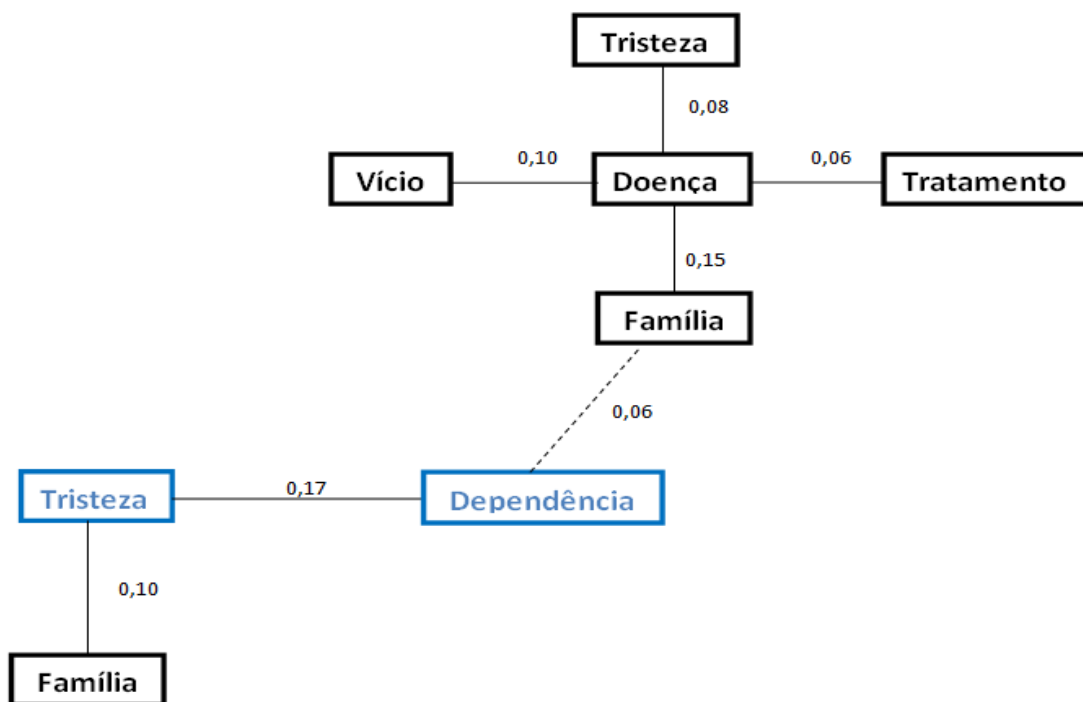 Tristeza
0,08
Vício
0,10
Doença
0,06
Tratamento
0,15
Família
0,06
Tristeza
0,17
Dependência
0,10
Família